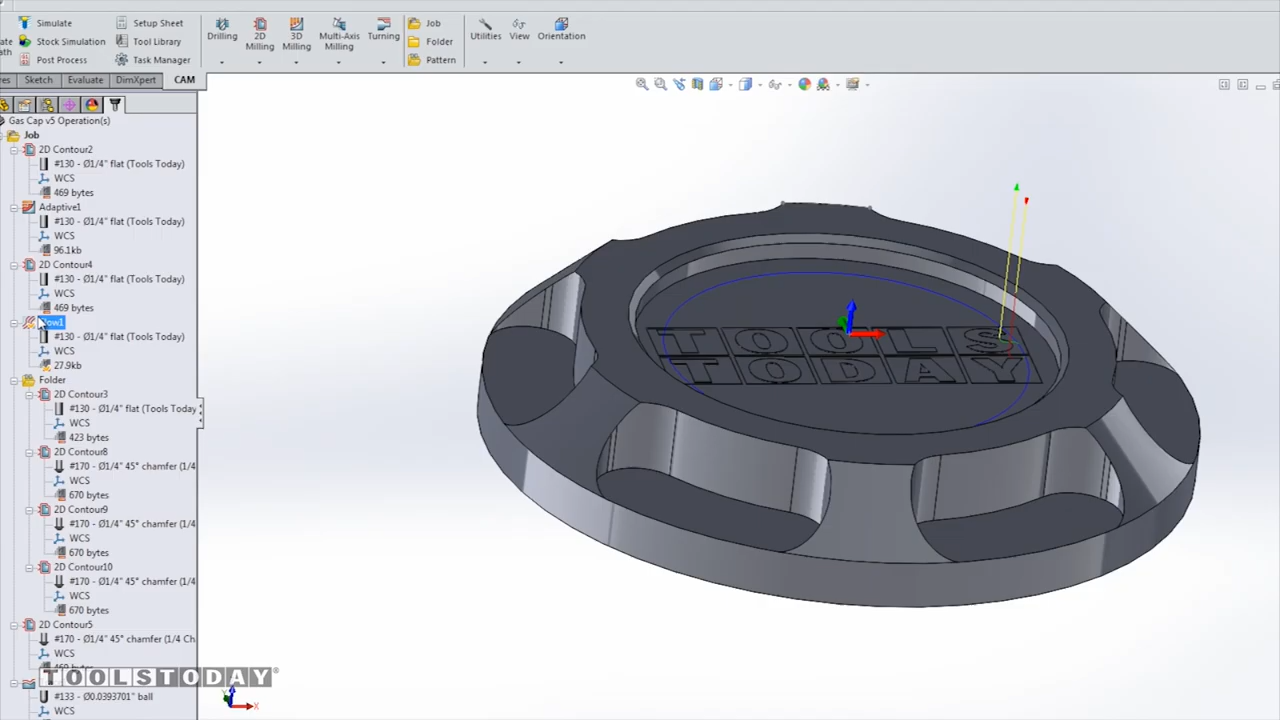 Simulate
Setup Sheet
Stock Simulation
Tool Library
Post Process
Task Manager
Drilling
2D Milling
3D Milling
Multi-Axis Milling
Turning
Job
Folder
Pattern
Utilities
View
Orientation
Sketch
Evaluate
DimXpert
CAM
Gas Cap v5 Operation(s)
Job
2D Contour2
#130 - Ø1/4" flat (Tools Today)
WCS
469 bytes
Adaptive1
#130 - Ø1/4" flat (Tools Today)
WCS
96.1kb
2D Contour4
#130 - Ø1/4" flat (Tools Today)
WCS
469 bytes
#130 - Ø1/4" flat (Tools Today)
WCS
27.9kb
Folder
2D Contour3
#130 - Ø1/4" flat (Tools Today
WCS
423 bytes
2D Contour8
#170 - Ø1/4" 45° chamfer (1/4
WCS
670 bytes
2D Contour9
#170 - Ø1/4" 45° chamfer (1/4
WCS
670 bytes
2D Contour10
#170 - Ø1/4" 45° chamfer (1/4
WCS
670 bytes
2D Contour5
#170 - Ø1/4" 45° chamfer (1/4 Ch
WCS
469 bytes
TOOLSTODAY®
#133 - Ø0.0393701" ball
WCS
TOOLS
TODAY
X